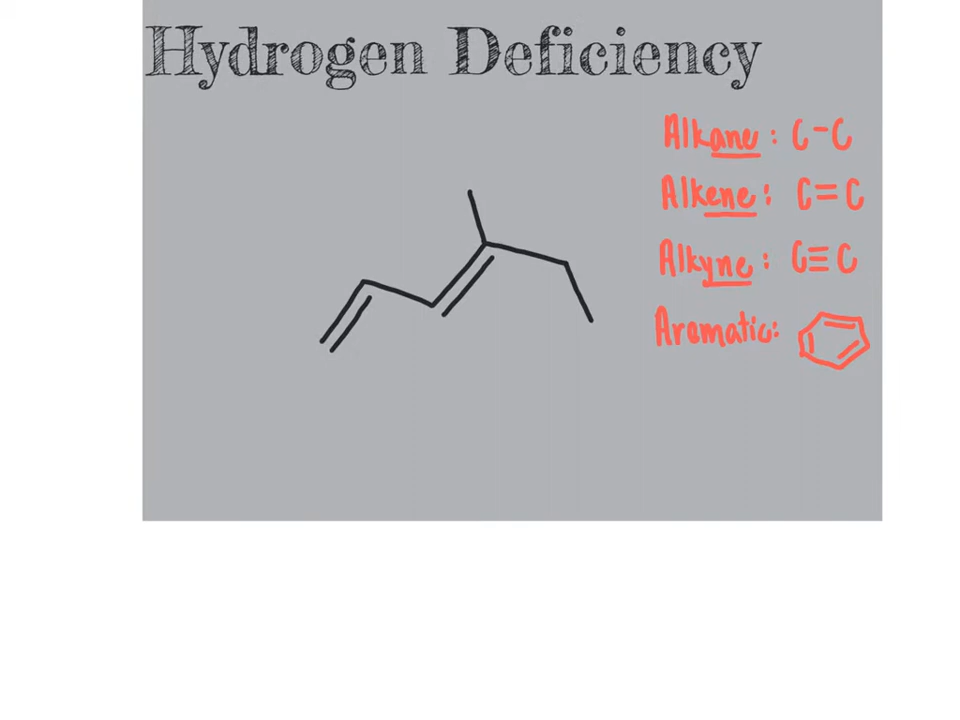 Hydrogen Deficiency
Alkane : C-C
Alkene : C=C
Alkyne : C≡C
Aromatic: